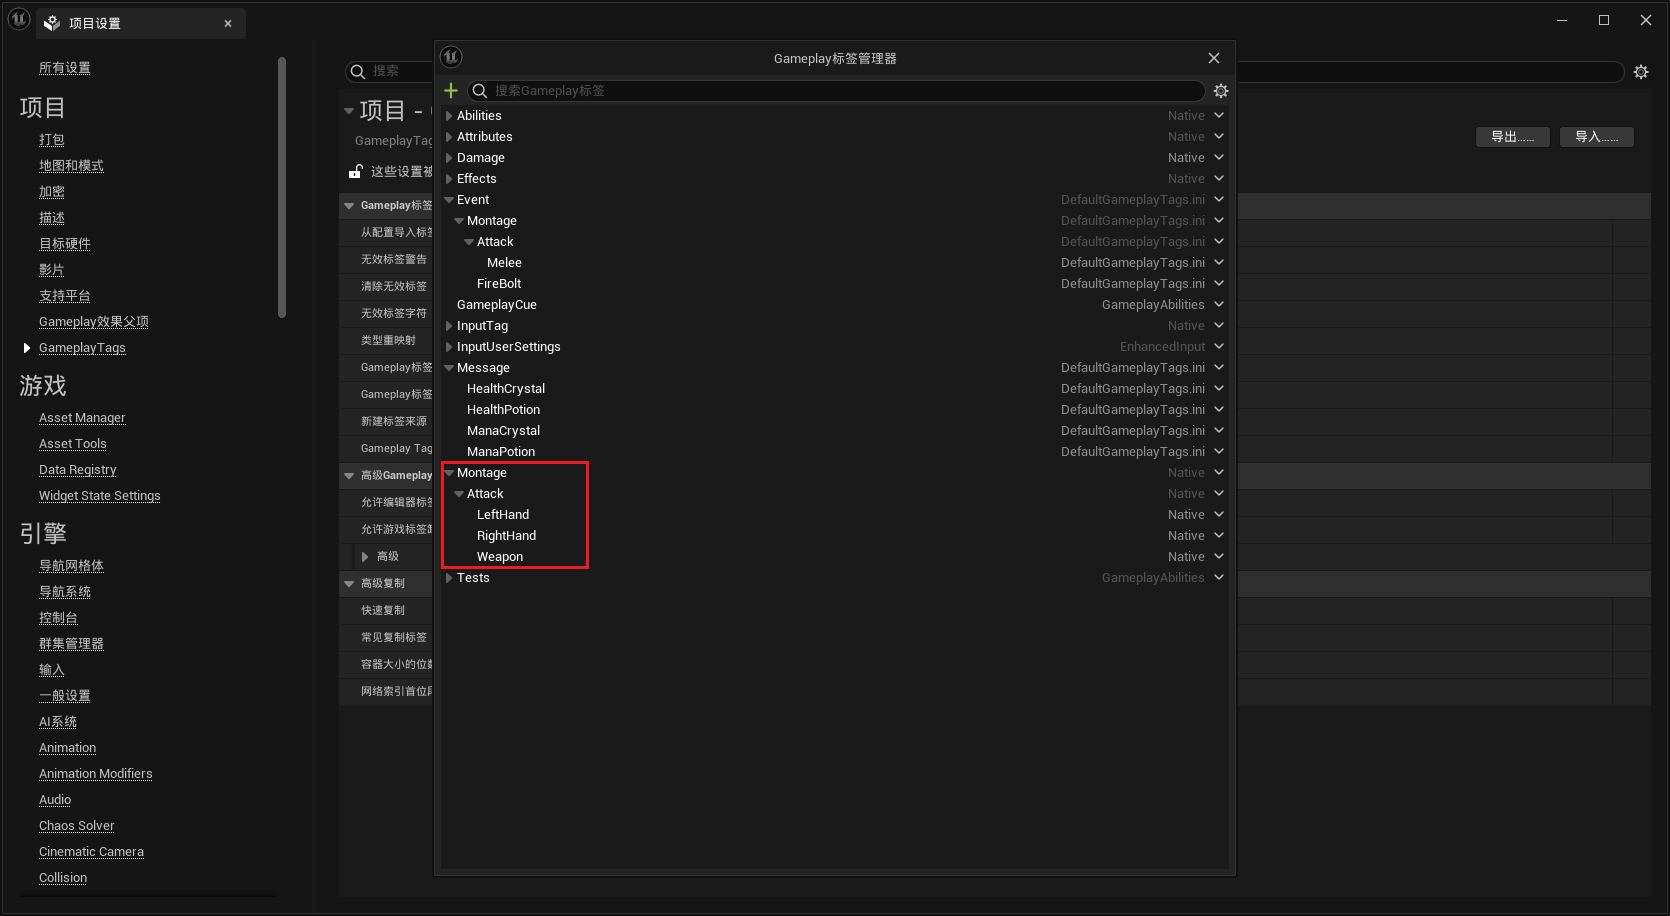 项目设置
所有设置
项目
打包
地图和模式
加密
描述
目标硬件
影片
支持平台
Gameplay效果父项
GameplayTags
游戏
Asset Manager
Asset Tools
Data Registry
Widget State Settings
引擎
导航网格体
导航系统
控制台
群集管理器
输入
一般设置
AI系统
Animation
Animation Modifiers
Audio
Chaos Solver
Cinematic Camera
Collision
搜索
项目 -
GameplayTag
这些设置被
导出......
导入......
Gameplay标签
从配置导入标签
无效标签警告
清除无效标签
无效标签字符
类型重映射
Gameplay标签
Gameplay标签
新建标签来源
Gameplay Tag
高级Gameplay
允许编辑器标签
允许游戏标签
高级
高级复制
快速复制
常见复制标签
容器大小的位数
网络索引首位
Gameplay标签管理器
搜索Gameplay标签
Abilities Native
Attributes Native
Damage Native
Effects Native
Event DefaultGameplayTags.ini
Montage DefaultGameplayTags.ini
Attack DefaultGameplayTags.ini
Melee DefaultGameplayTags.ini
FireBolt DefaultGameplayTags.ini
GameplayCue GameplayAbilities
InputTag Native
InputUserSettings EnhancedInput
Message DefaultGameplayTags.ini
HealthCrystal DefaultGameplayTags.ini
HealthPotion DefaultGameplayTags.ini
ManaCrystal DefaultGameplayTags.ini
ManaPotion DefaultGameplayTags.ini
Montage Native
Attack Native
LeftHand Native
RightHand Native
Weapon Native
Tests GameplayAbilities